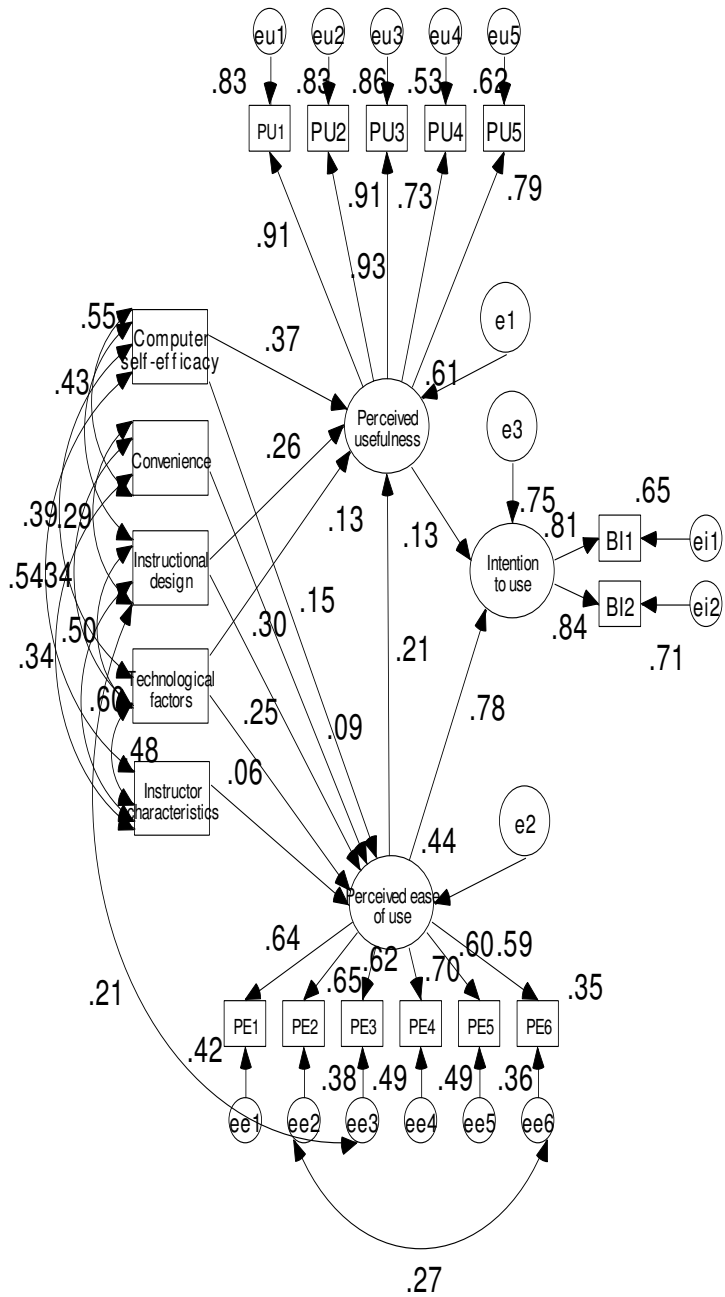 eu1 eu2 eu3 eu4 eu5
.83 .83 .86 .53 .62
PU1 PU2 PU3 PU4 PU5
.91 .91 .93 .73 .79
.55
Computer
self-efficacy
.37
e1
.43
.61
Perceived
usefulness
e3
Convenience
.26
.75
.65
.39 .29
.13
.13
.81
BI1
ei1
Instructional
design
Intention
to use
.54 .34
.15
.84
BI2
ei2
.50
.30
.21
.71
.34
Technological
factors
.60
.25
.09
.78
.48
.06
Instructor
characteristics
e2
.44
Perceived ease
of use
.64 .65 .62 .70 .60 .59
.21
.35
PE1 PE2 PE3 PE4 PE5 PE6
.42 .38 .49 .49 .36
ee1 ee2 ee3 ee4 ee5 ee6
.27